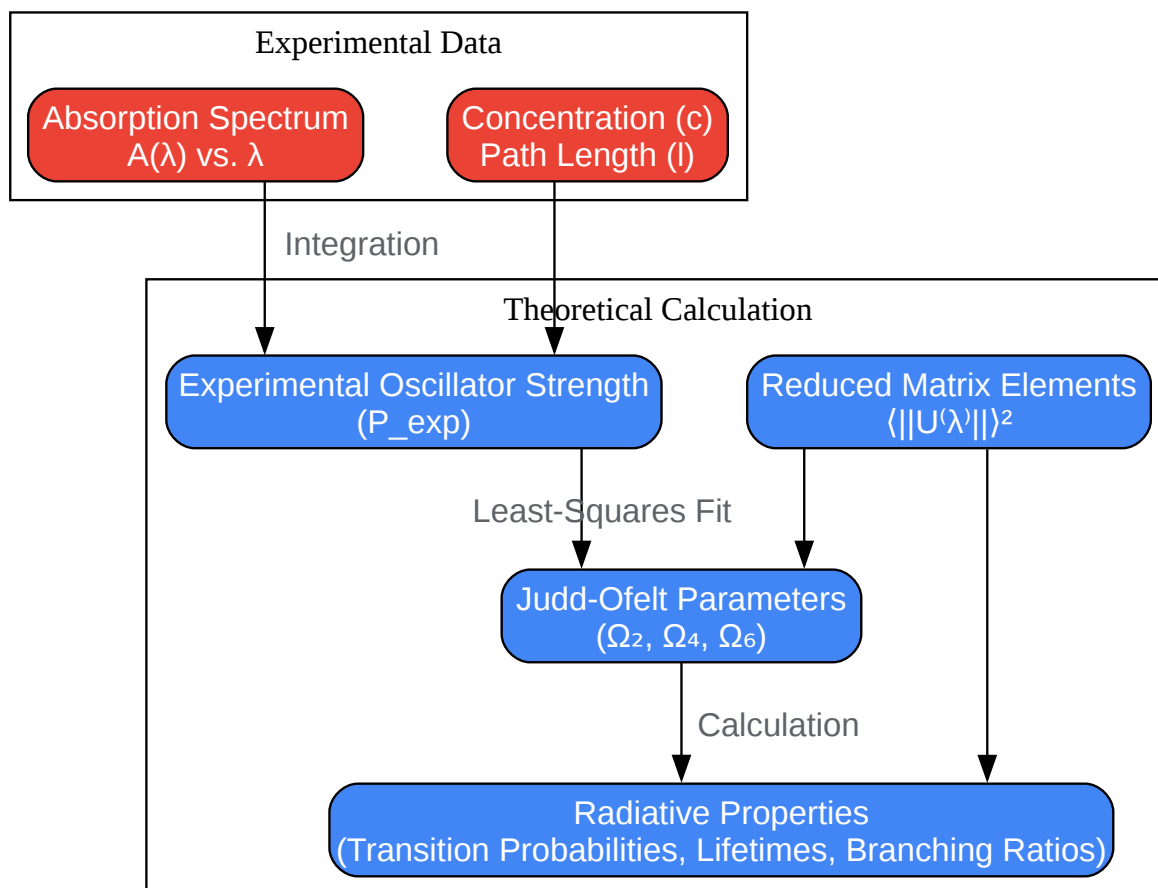 Experimental Data
Absorption Spectrum
A(λ) vs. λ
Concentration (c)
Path Length (l)
Integration
Theoretical Calculation
Experimental Oscillator Strength
(P_exp)
Reduced Matrix Elements
⟨||U⁽λ⁾||⟩²
Least-Squares Fit
Judd-Ofelt Parameters
(Ω₂, Ω₄, Ω₆)
Calculation
Radiative Properties
(Transition Probabilities, Lifetimes, Branching Ratios)